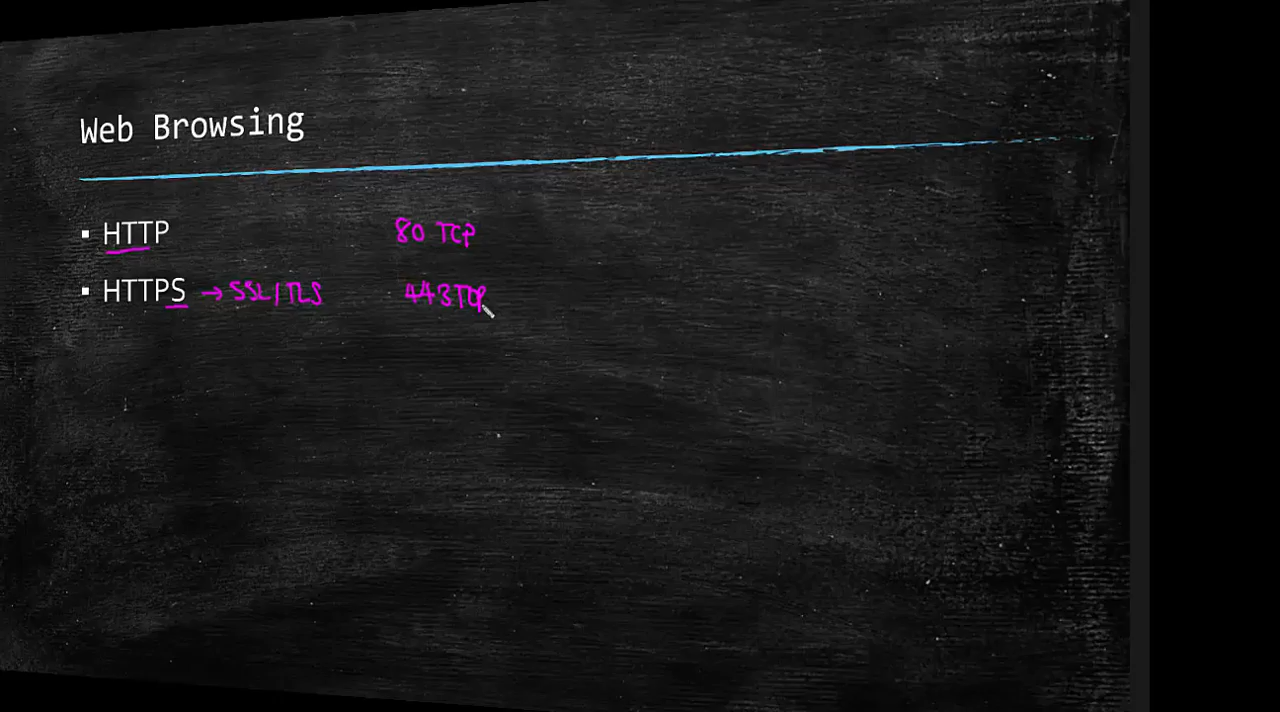 Web Browsing
▪ HTTP 80 TCP
▪ HTTPS → SSL/TLS 443 TCP